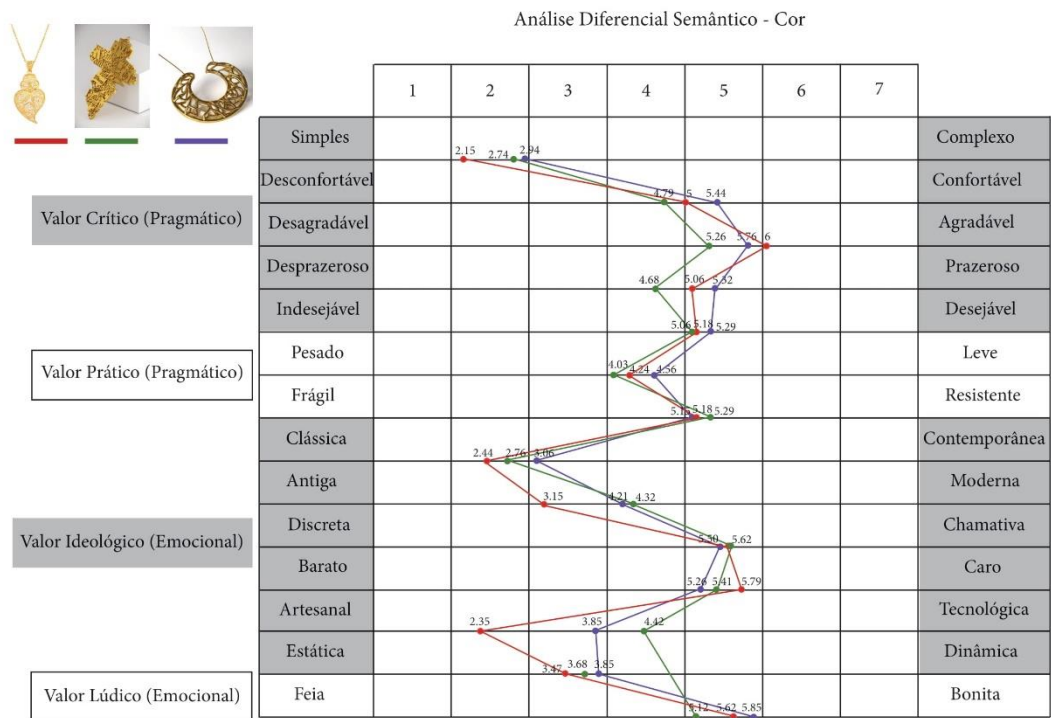 Análise Diferencial Semântico - Cor
1 2 3 4 5 6 7
Simples Complexo
2.15 2.74 2.94
Desconfortável Confortável
4.79 5 5.44
Valor Crítico (Pragmático)
Desagradável Agradável
5.26 5.76 6
Desprazeroso Prazeroso
4.68 5.06 5.32
Indesejável Desejável
5.06 5.18 5.29
Pesado Leve
Valor Prático (Pragmático)
4.03 4.24 4.56
Frágil Resistente
5.18 5.29
Clássica Contemporânea
2.44 2.76 3.06
Antiga Moderna
3.15 4.21 4.32
Discreta Chamativa
Valor Ideológico (Emocional)
5.50 5.62
Barato Caro
5.26 5.41 5.79
Artesanal Tecnológica
2.35 3.85 4.42
Estática Dinâmica
3.47 3.68 3.85
Feia Bonita
Valor Lúdico (Emocional)
5.12 5.62 5.85